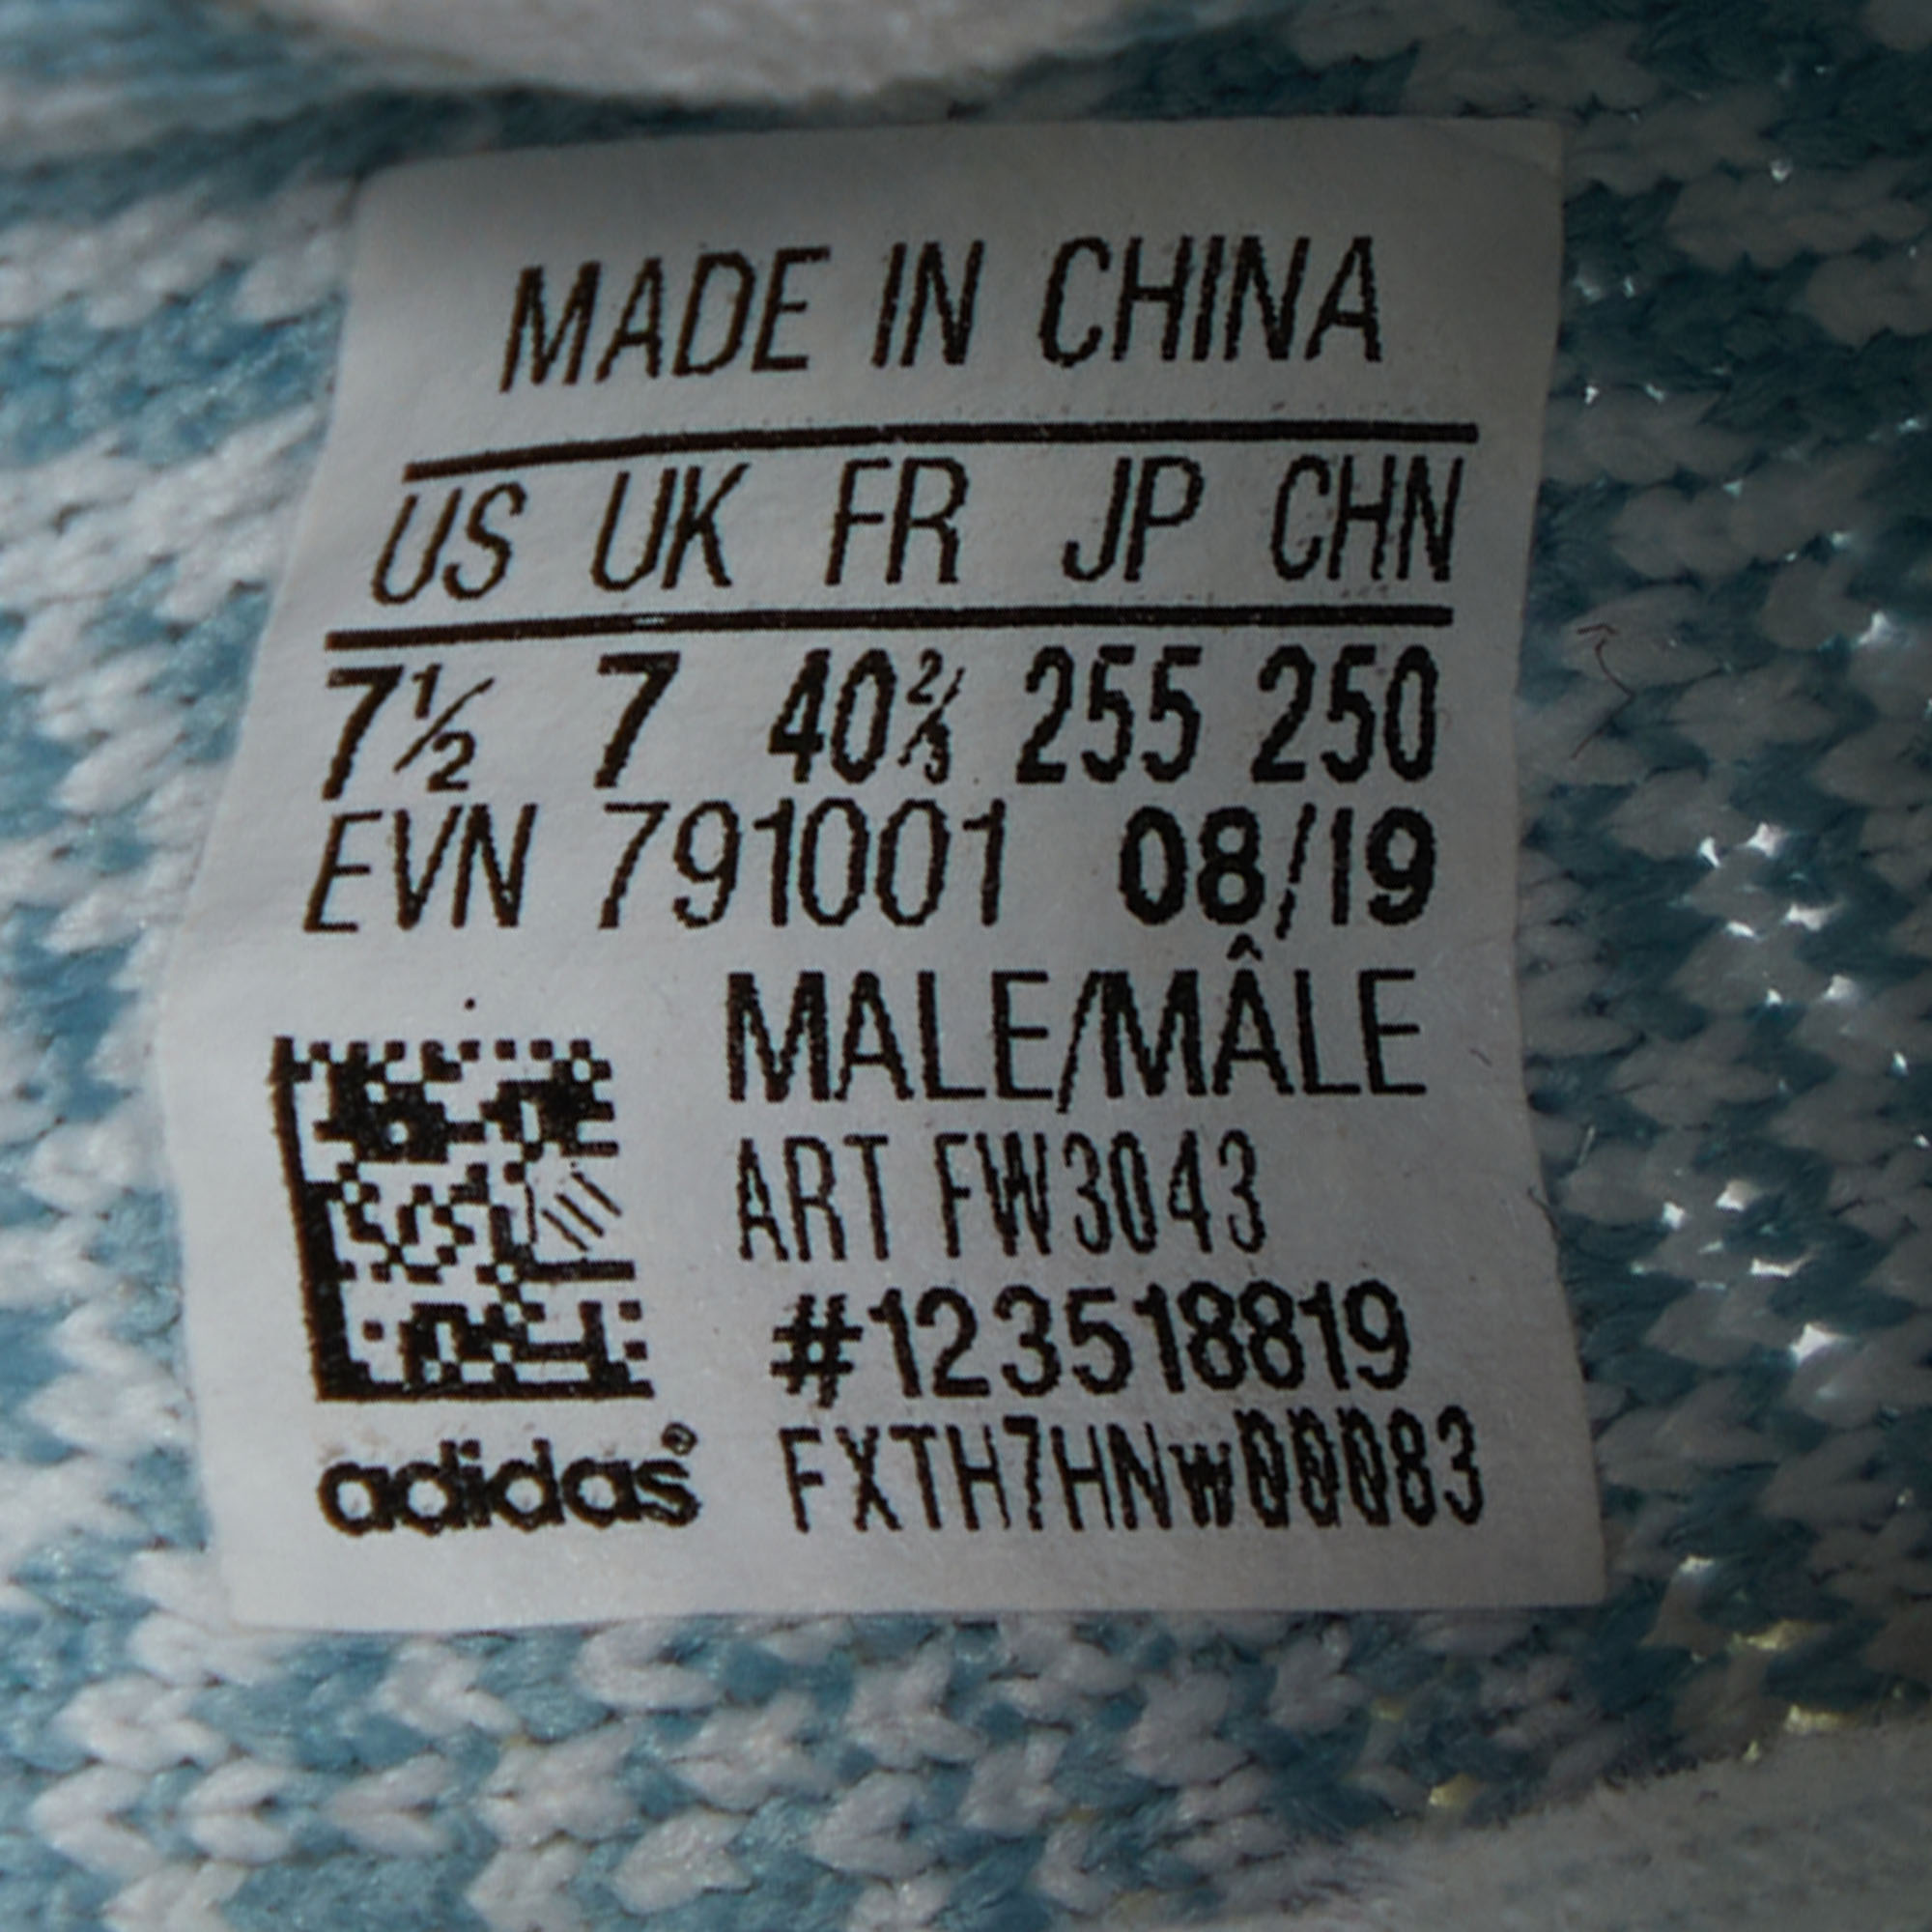 MADE IN CHINA
US UK FR JP CHN
7½ 7 40⅔ 255 250
EVN 791001 08/19
MALE/MÂLE
ART FW3043
#123518819
adidas® FXTH7HNw00083